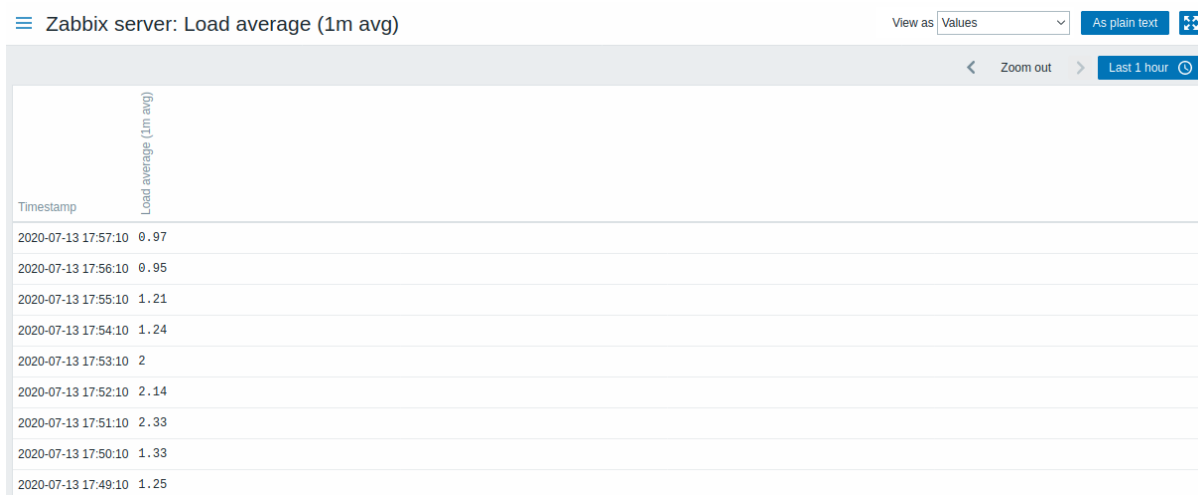 Zabbix server: Load average (1m avg)
View as Values As plain text
Zoom out Last 1 hour
Timestamp Load average (1m avg)
2020-07-13 17:57:10 0.97
2020-07-13 17:56:10 0.95
2020-07-13 17:55:10 1.21
2020-07-13 17:54:10 1.24
2020-07-13 17:53:10 2
2020-07-13 17:52:10 2.14
2020-07-13 17:51:10 2.33
2020-07-13 17:50:10 1.33
2020-07-13 17:49:10 1.25